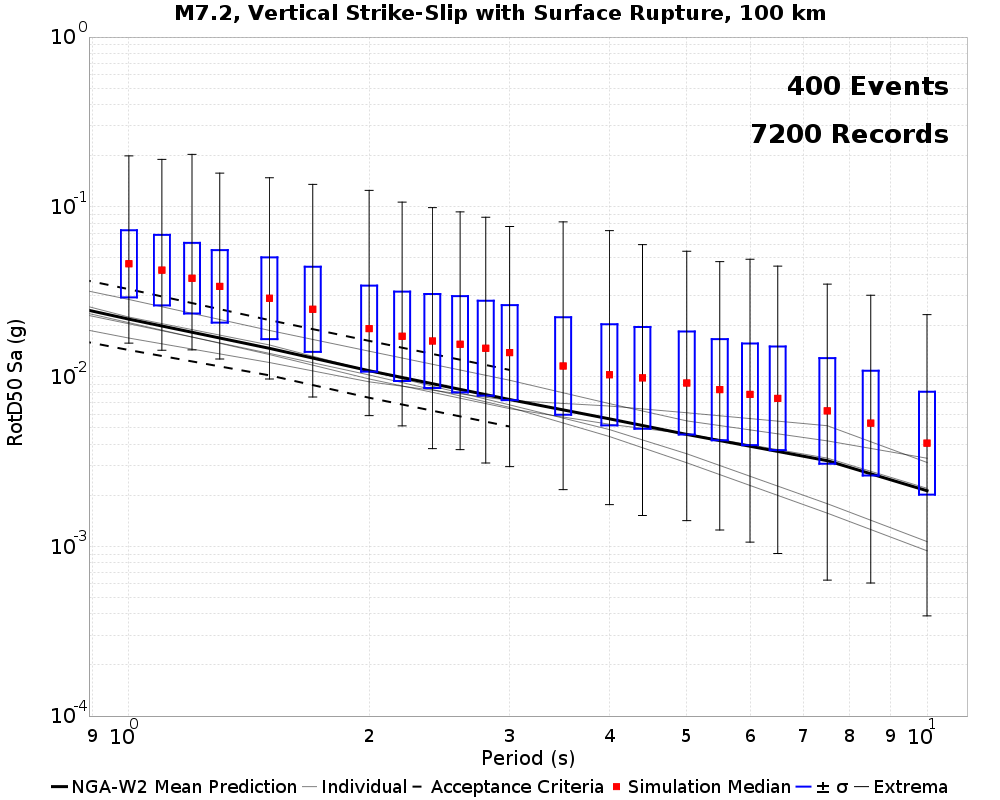 M7.2, Vertical Strike-Slip with Surface Rupture, 100 km
400 Events
7200 Records
RotD50 Sa (g)
10^0
10^-1
10^-2
10^-3
10^-4
9 10^0 2 3 4 5 6 7 8 9 10^1
Period (s)
NGA-W2 Mean Prediction Individual Acceptance Criteria Simulation Median ± σ Extrema